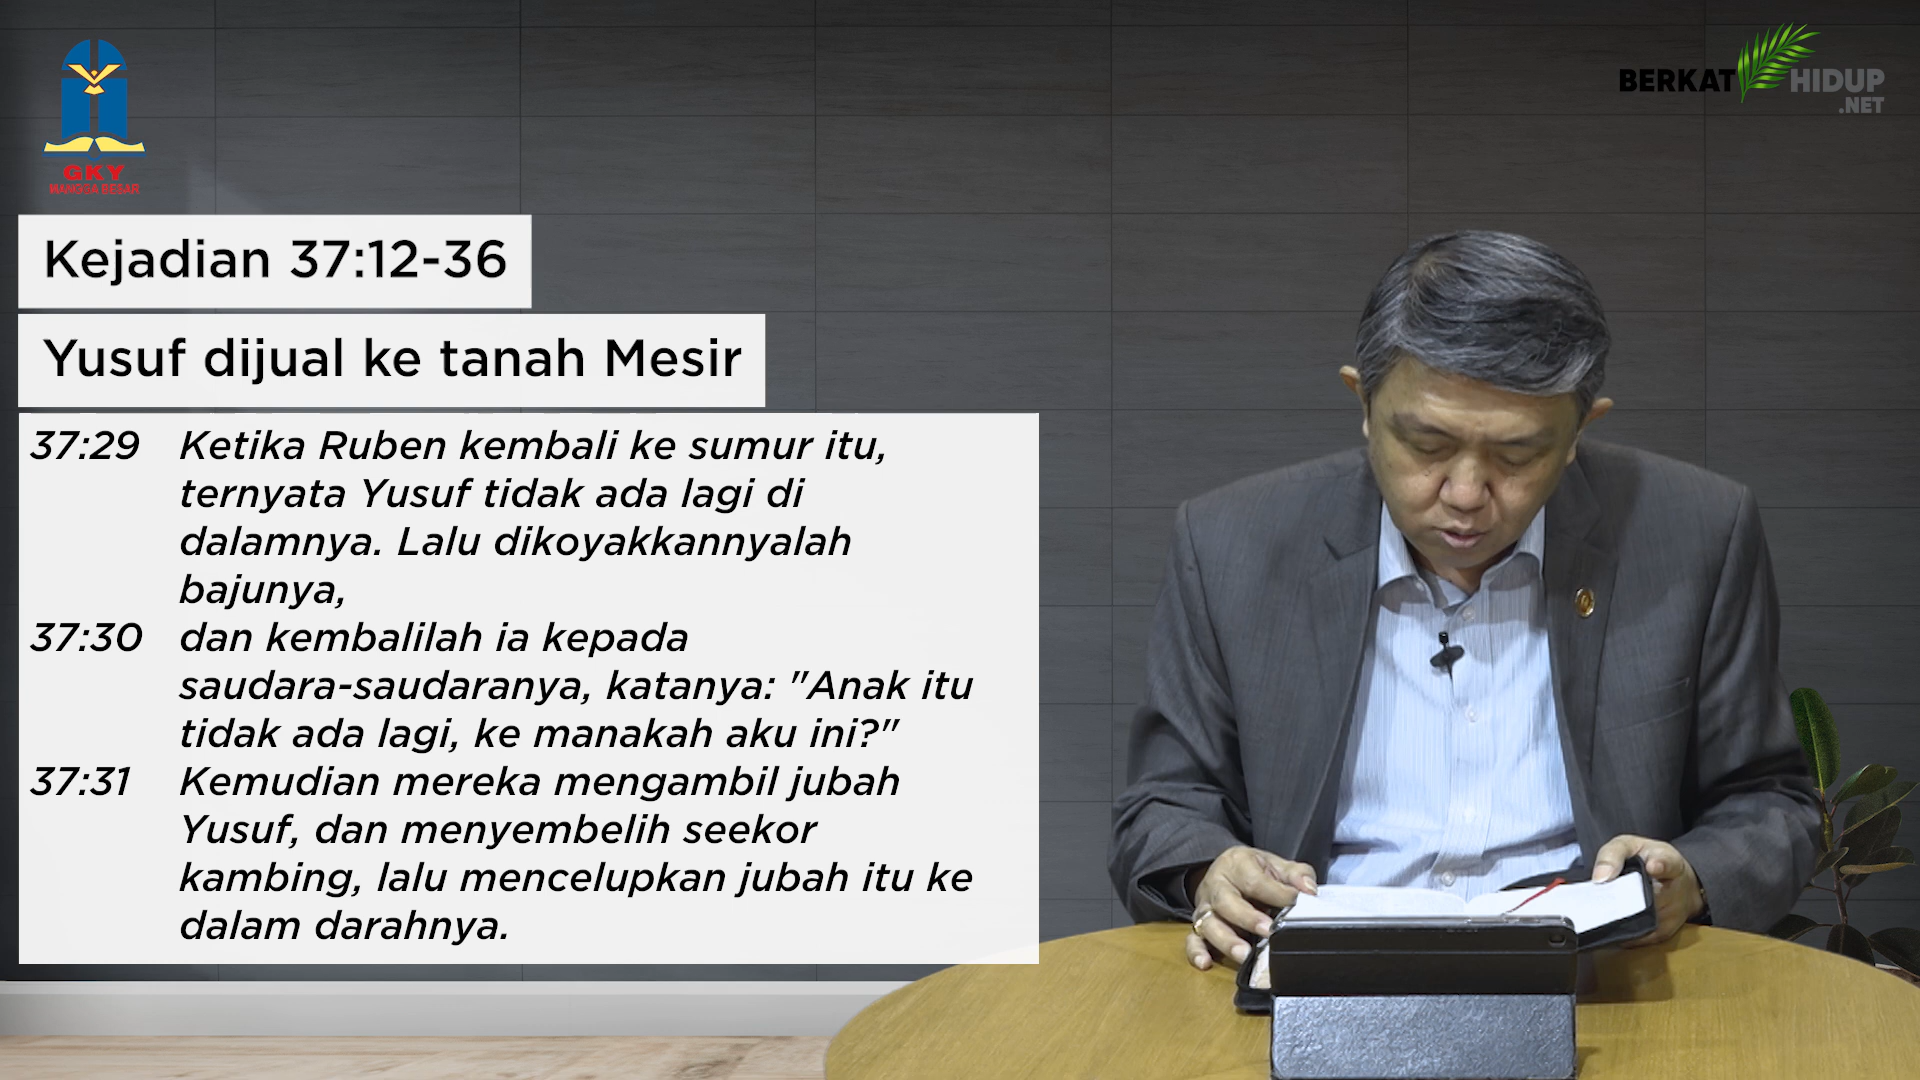 GKY
MANGGA BESAR
BERKAT HIDUP
.NET
Kejadian 37:12-36
Yusuf dijual ke tanah Mesir
37:29 Ketika Ruben kembali ke sumur itu,
ternyata Yusuf tidak ada lagi di
dalamnya. Lalu dikoyakkannyalah
bajunya,
37:30 dan kembalilah ia kepada
saudara-saudaranya, katanya: "Anak itu
tidak ada lagi, ke manakah aku ini?"
37:31 Kemudian mereka mengambil jubah
Yusuf, dan menyembelih seekor
kambing, lalu mencelupkan jubah itu ke
dalam darahnya.